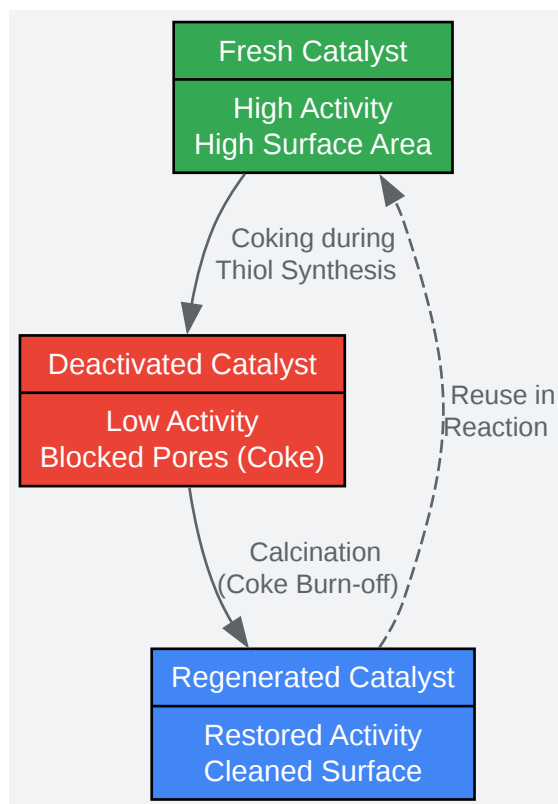 Fresh Catalyst
High Activity
High Surface Area
Coking during
Thiol Synthesis
Deactivated Catalyst
Low Activity
Blocked Pores (Coke)
Reuse in
Reaction
Calcination
(Coke Burn-off)
Regenerated Catalyst
Restored Activity
Cleaned Surface